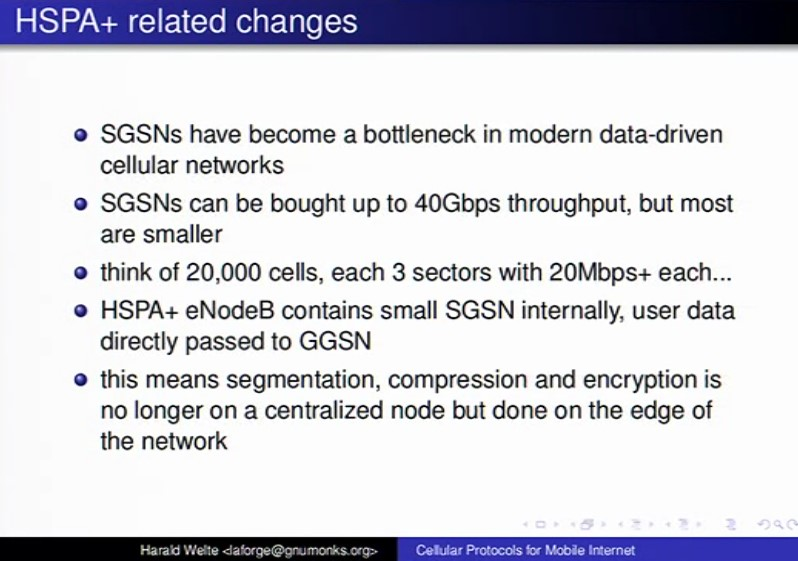 HSPA+ related changes
SGSNs have become a bottleneck in modern data-driven
cellular networks
SGSNs can be bought up to 40Gbps throughput, but most
are smaller
think of 20,000 cells, each 3 sectors with 20Mbps+ each...
HSPA+ eNodeB contains small SGSN internally, user data
directly passed to GGSN
this means segmentation, compression and encryption is
no longer on a centralized node but done on the edge of
the network
Harald Welte <laforge@gnumonks.org>
Cellular Protocols for Mobile Internet